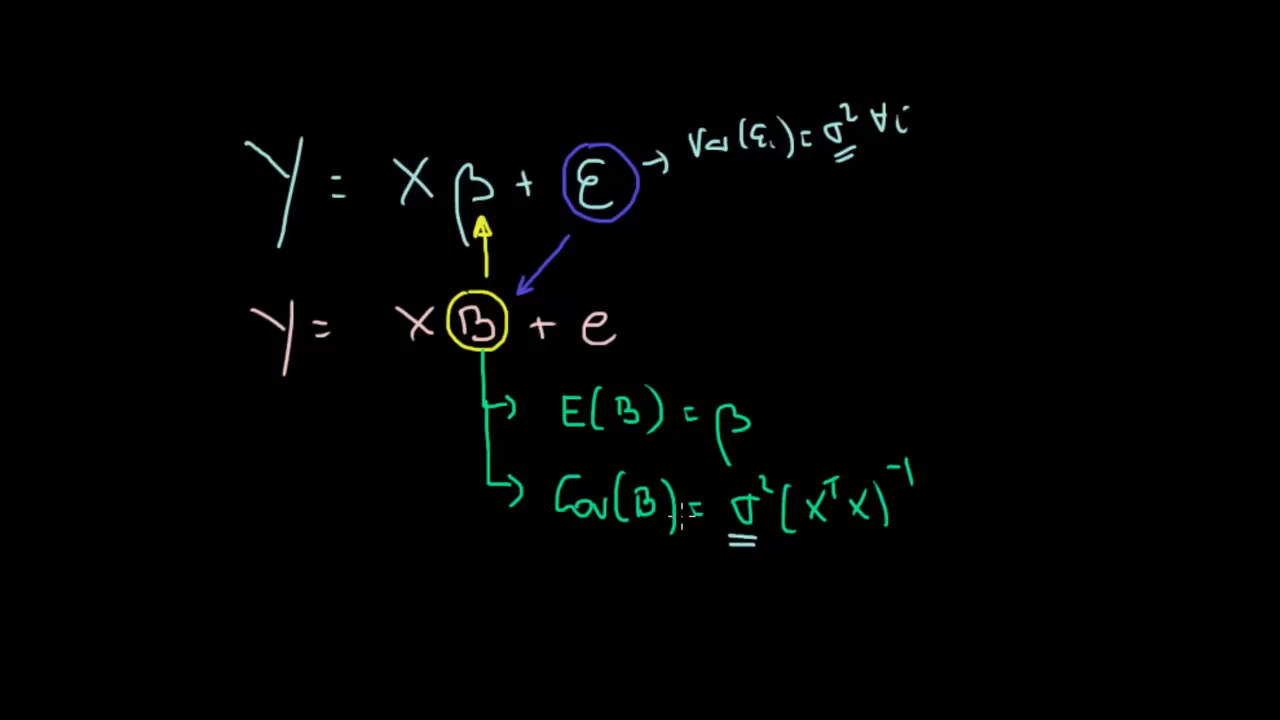 Y = Xβ + ε → Var(εᵢ) = σ² ∀i
Y = XB + e
→ E(B) = β
→ Cov(B) = σ²(XᵀX)⁻¹